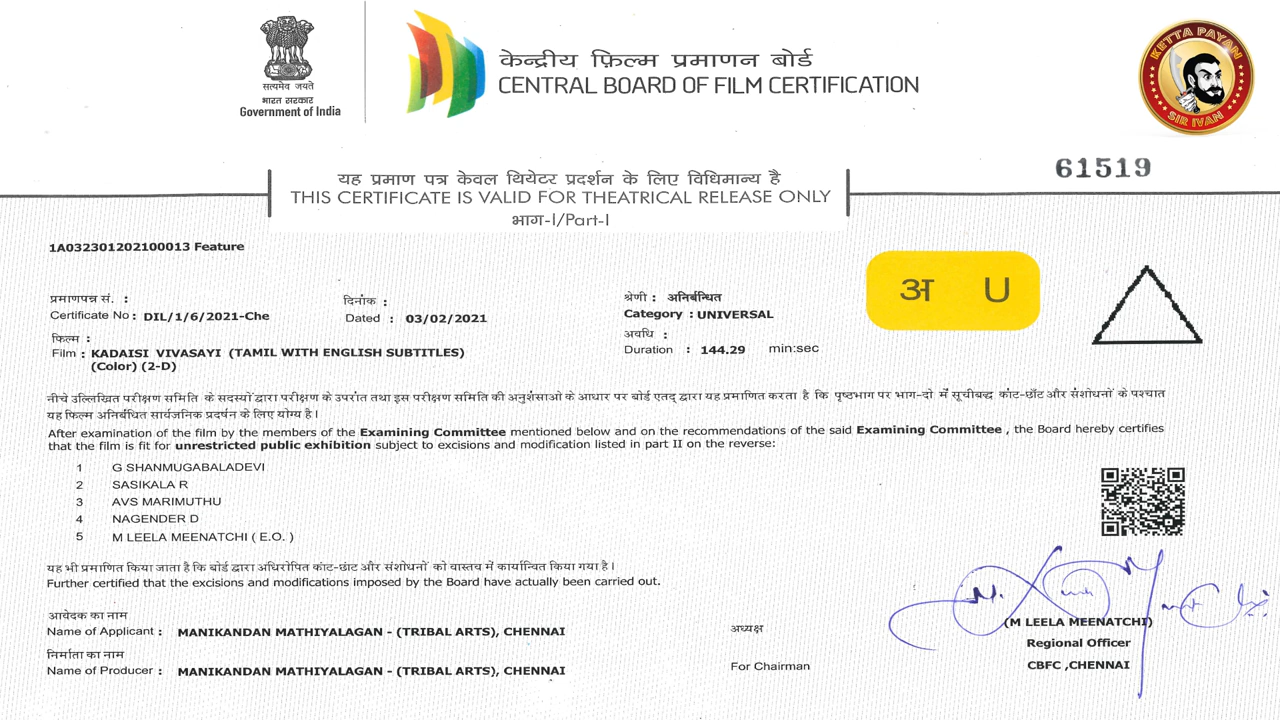 सत्यमेव जयते
भारत सरकार
Government of India
केन्द्रीय फ़िल्म प्रमाणन बोर्ड
CENTRAL BOARD OF FILM CERTIFICATION
KETTA PAYAN
SIR IVAN
61519
यह प्रमाण पत्र केवल थियेटर प्रदर्शन के लिए विधिमान्य है
THIS CERTIFICATE IS VALID FOR THEATRICAL RELEASE ONLY
भाग-I/Part-I
1A032301202100013 Feature
अ U
प्रमाणपत्र सं. :
Certificate No : DIL/1/6/2021-Che
दिनांक :
Dated : 03/02/2021
श्रेणी : अनिर्बन्धित
Category : UNIVERSAL
फिल्म :
Film : KADAISI VIVASAYI (TAMIL WITH ENGLISH SUBTITLES)
(Color) (2-D)
अवधि :
Duration : 144.29 min:sec
नीचे उल्लिखित परीक्षण समिति के सदस्यों द्वारा परीक्षण के उपरांत तथा इस परीक्षण समिति की अनुशंसाओ के आधार पर बोर्ड एतद् द्वारा यह प्रमाणित करता है कि पृष्ठभाग पर भाग-दो में सूचीबद्ध कांट-छाँट और संशोधनों के पश्चात
यह फिल्म अनिर्बंधित सार्वजनिक प्रदर्षन के लिए योग्य है।
After examination of the film by the members of the Examining Committee mentioned below and on the recommendations of the said Examining Committee , the Board hereby certifies
that the film is fit for unrestricted public exhibition subject to excisions and modification listed in part II on the reverse:
1 G SHANMUGABALADEVI
2 SASIKALA R
3 AVS MARIMUTHU
4 NAGENDER D
5 M LEELA MEENATCHI ( E.O. )
यह भी प्रमाणित किया जाता है कि बोर्ड द्वारा अधिरोपित कांट-छांट और संशोधनों को वास्तव में कार्यान्वित किया गया है।
Further certified that the excisions and modifications imposed by the Board have actually been carried out.
आवेदक का नाम
Name of Applicant : MANIKANDAN MATHIYALAGAN - (TRIBAL ARTS), CHENNAI
निर्माता का नाम
Name of Producer : MANIKANDAN MATHIYALAGAN - (TRIBAL ARTS), CHENNAI
अध्यक्ष
For Chairman
(M LEELA MEENATCHI)
Regional Officer
CBFC ,CHENNAI